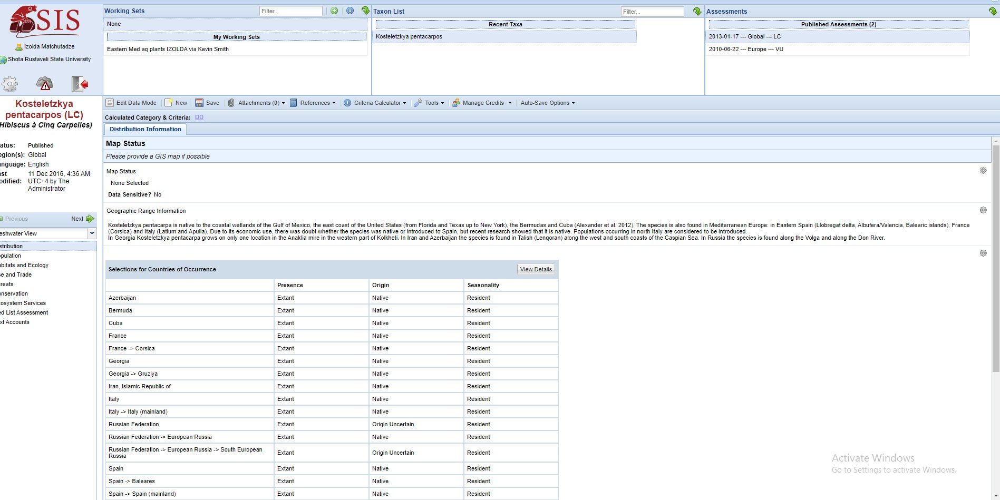 SIS
Izolda Matchutadze
Shota Rustaveli State University
Working Sets
Filter...
None
My Working Sets
Eastern Med aq plants IZOLDA via Kevin Smith
Taxon List
Filter...
Recent Taxa
Kosteletzkya pentacarpos
Assessments
Published Assessments (2)
2013-01-17 --- Global --- LC
2010-06-22 --- Europe --- VU
Kosteletzkya
pentacarpos (LC)
Hibiscus à Cinq Carpelles)
atus: Published
egion(s): Global
anguage: English
ast 11 Dec 2016, 4:36 AM
odified: UTC+4 by The
Administrator
Previous Next
eshwater View
stribution
opulation
abitats and Ecology
se and Trade
reats
onservation
osystem Services
ed List Assessment
xt Accounts
Edit Data Mode New Save Attachments (0) References Criteria Calculator Tools Manage Credits Auto-Save Options
Calculated Category & Criteria: DD
Distribution Information
Map Status
Please provide a GIS map if possible
Map Status
None Selected
Data Sensitive? No
Geographic Range Information
Kosteletzkya pentacarpa is native to the coastal wetlands of the Gulf of Mexico, the east coast of the United States (from Florida and Texas up to New York), the Bermudas and Cuba (Alexander et al. 2012). The species is also found in Mediterranean Europe: in Eastern Spain (Llobregat delta, Albufera/Valencia, Balearic islands), France
(Corsica) and Italy (Latium and Apulia). Due to its economic use, there was doubt whether the species was native or introduced to Spain, but recent research showed that it is native. Populations occurring in north Italy are considered to be introduced.
In Georgia Kosteletzkya pentacarpa grows on only one location in the Anaklia mire in the western part of Kolkheti. In Iran and Azerbaijan the species is found in Talish (Lenqoran) along the west and south coasts of the Caspian Sea. In Russia the species is found along the Volga and along the Don River.
Selections for Countries of Occurrence View Details
Presence Origin Seasonality
Azerbaijan Extant Native Resident
Bermuda Extant Native Resident
Cuba Extant Native Resident
France Extant Native Resident
France -> Corsica Extant Native Resident
Georgia Extant Native Resident
Georgia -> Gruziya Extant Native Resident
Iran, Islamic Republic of Extant Native Resident
Italy Extant Native Resident
Italy -> Italy (mainland) Extant Native Resident
Russian Federation Extant Origin Uncertain Resident
Russian Federation -> European Russia Extant Native Resident
Russian Federation -> European Russia -> South European
Russia Extant Origin Uncertain Resident
Spain Extant Native Resident
Spain -> Baleares Extant Native Resident
Spain -> Spain (mainland) Extant Native Resident
Activate Windows
Go to Settings to activate Windows.